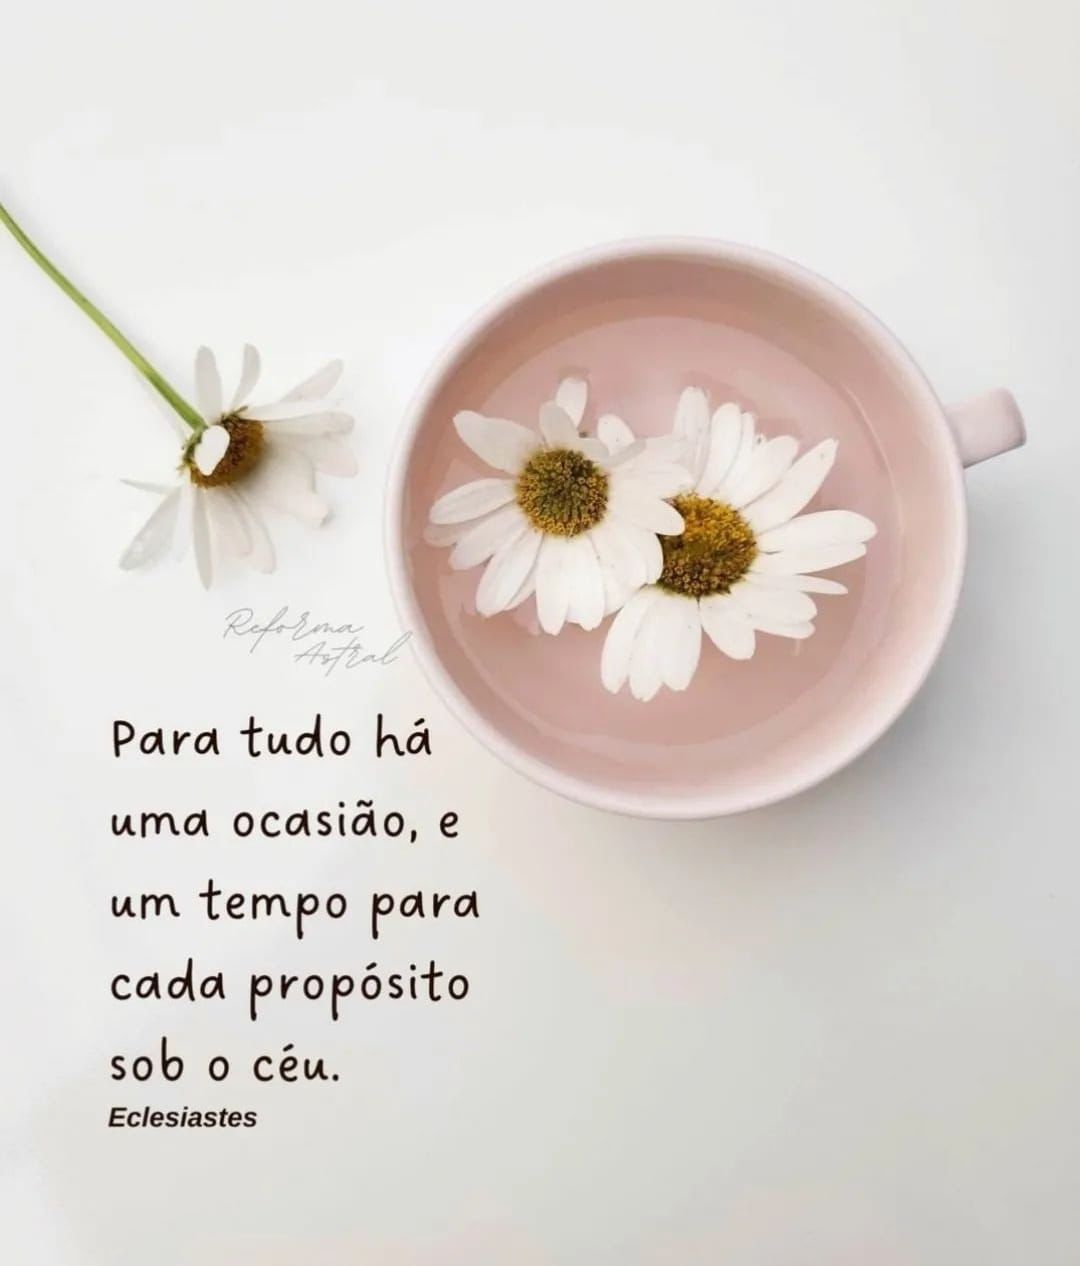 Reforma
Astral
Para tudo há
uma ocasião, e
um tempo para
cada propósito
sob o céu.
Eclesiastes